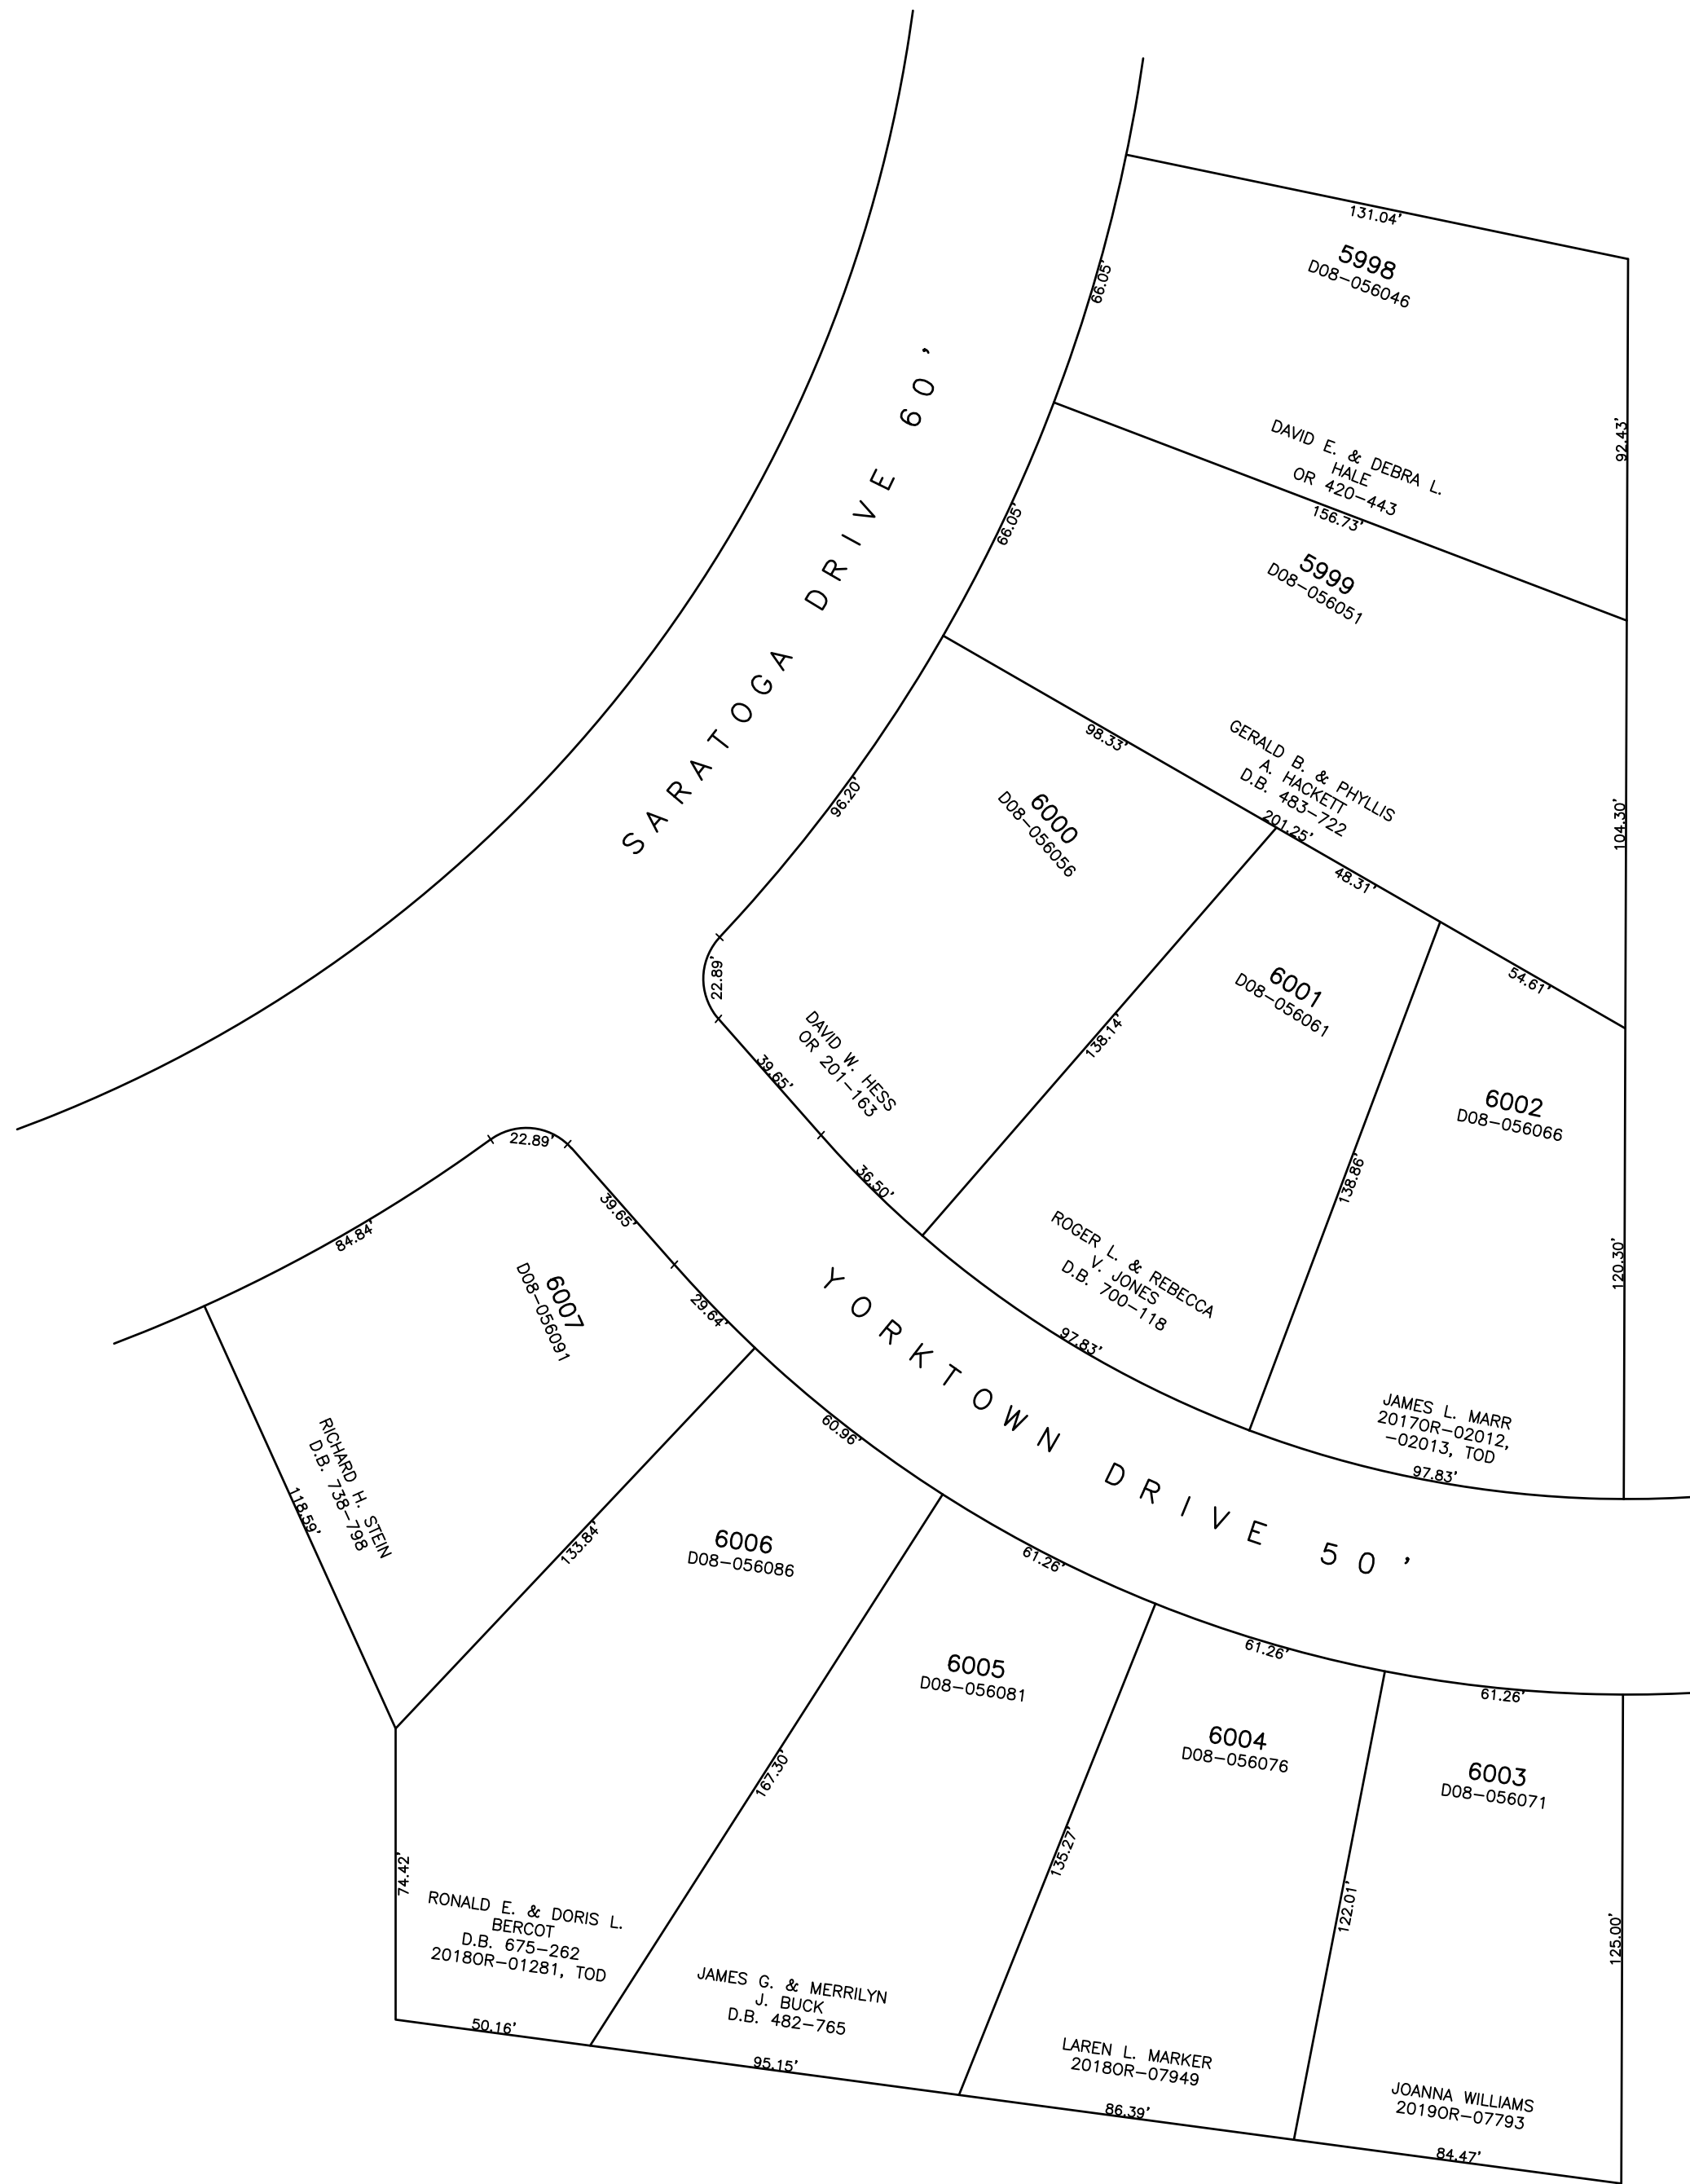 131.04'
5998
D08-056046
66.05'
92.43'
SARATOGA DRIVE 60'
DAVID E. & DEBRA L.
HALE
OR 420-443
156.73'
66.05'
5999
D08-056051
GERALD B. & PHYLLIS
A. HACKETT
D.B. 483-722
201.25'
104.30'
98.33'
48.31'
54.61'
96.20'
6000
D08-056056
22.89'
DAVID W. HESS
OR 201-163
39.65'
36.50'
138.14'
6001
D08-056061
ROGER L. & REBECCA
V. JONES
D.B. 700-118
97.83'
138.86'
6002
D08-056066
120.30'
JAMES L. MARR
2017OR-02012,
-02013, TOD
97.83'
YORKTOWN DRIVE 50'
22.89'
39.65'
84.84'
6007
D08-056091
29.64'
RICHARD H. STEIN
D.B. 738-798
118.59'
133.84'
60.96'
6006
D08-056086
74.42'
RONALD E. & DORIS L.
BERCOT
D.B. 675-262
2018OR-01281, TOD
50.16'
167.30'
61.26'
6005
D08-056081
JAMES G. & MERRILYN
J. BUCK
D.B. 482-765
95.15'
135.27'
61.26'
6004
D08-056076
LAREN L. MARKER
2018OR-07949
86.39'
122.01'
61.26'
6003
D08-056071
125.00'
JOANNA WILLIAMS
2019OR-07793
84.47'